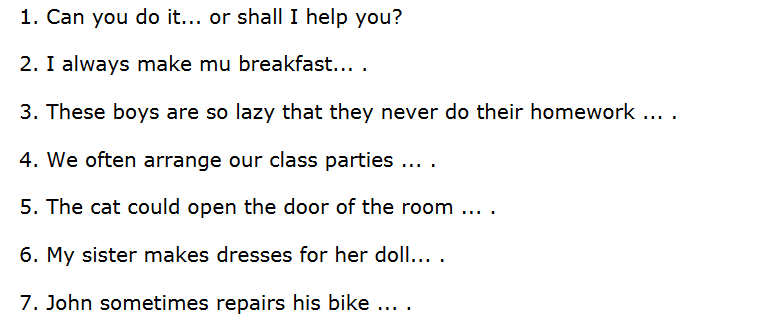 1. Can you do it... or shall I help you?
2. I always make mu breakfast... .
3. These boys are so lazy that they never do their homework ... .
4. We often arrange our class parties ... .
5. The cat could open the door of the room ... .
6. My sister makes dresses for her doll... .
7. John sometimes repairs his bike ... .